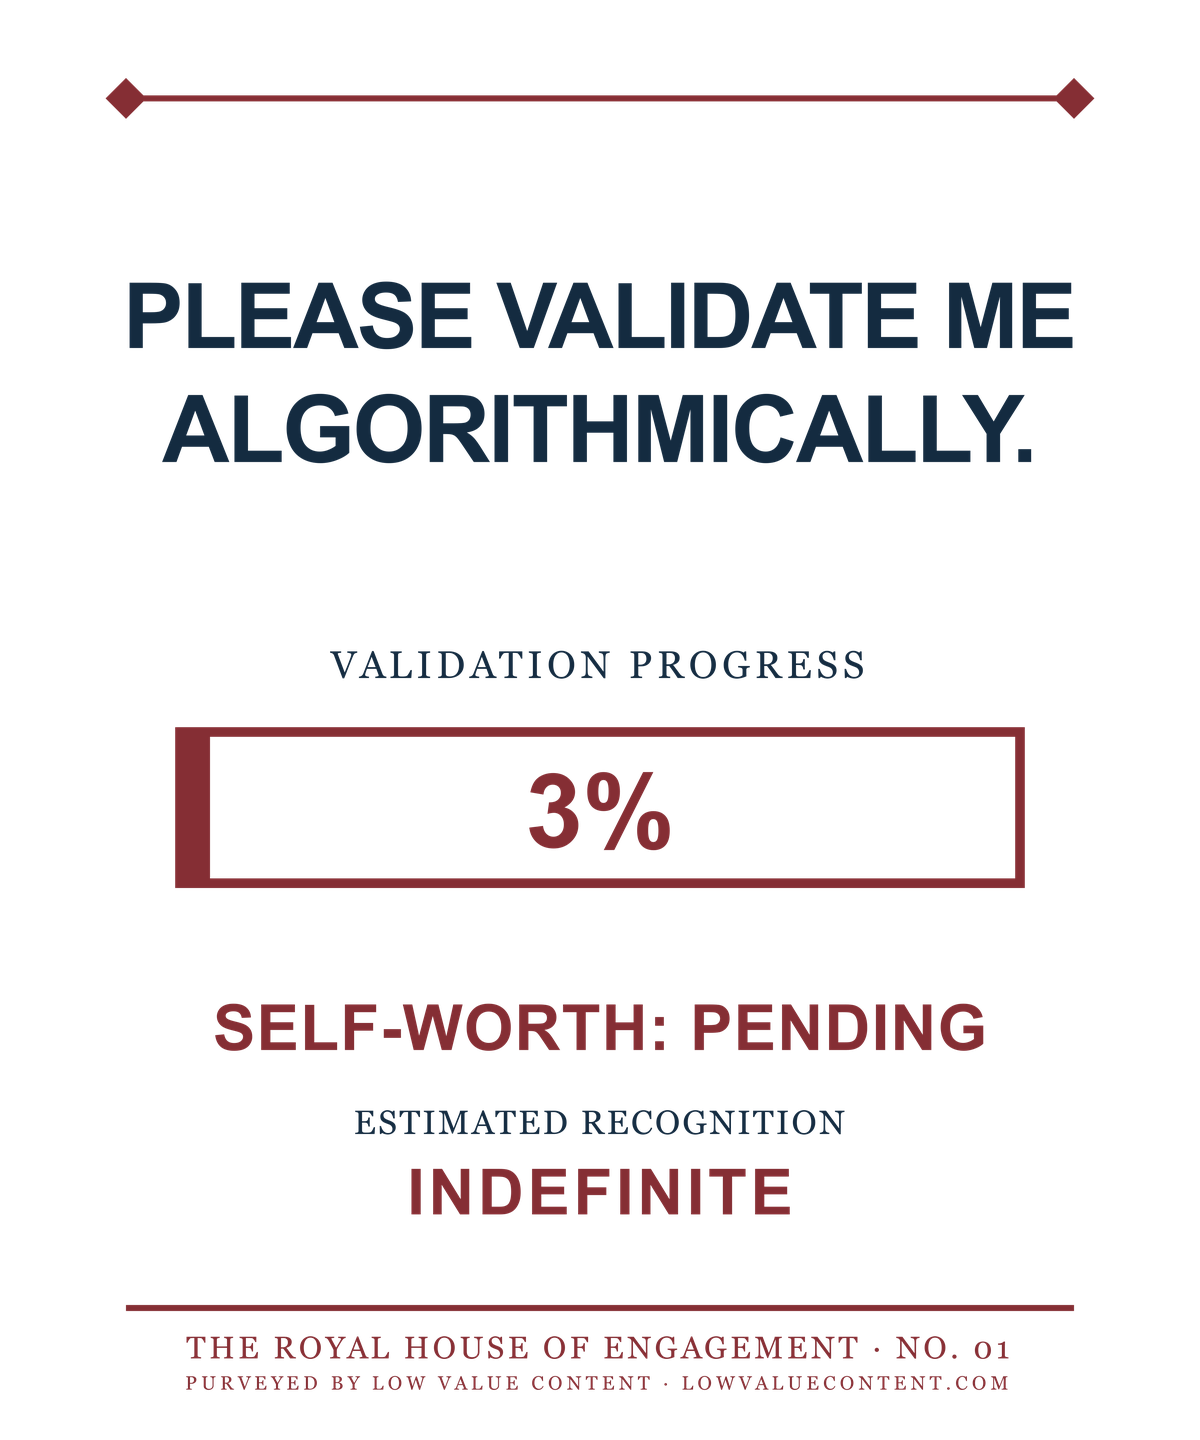 PLEASE VALIDATE ME
ALGORITHMICALLY.
VALIDATION PROGRESS
3%
SELF-WORTH: PENDING
ESTIMATED RECOGNITION
INDEFINITE
THE ROYAL HOUSE OF ENGAGEMENT · NO. 01
PURVEYED BY LOW VALUE CONTENT · LOWVALUECONTENT.COM